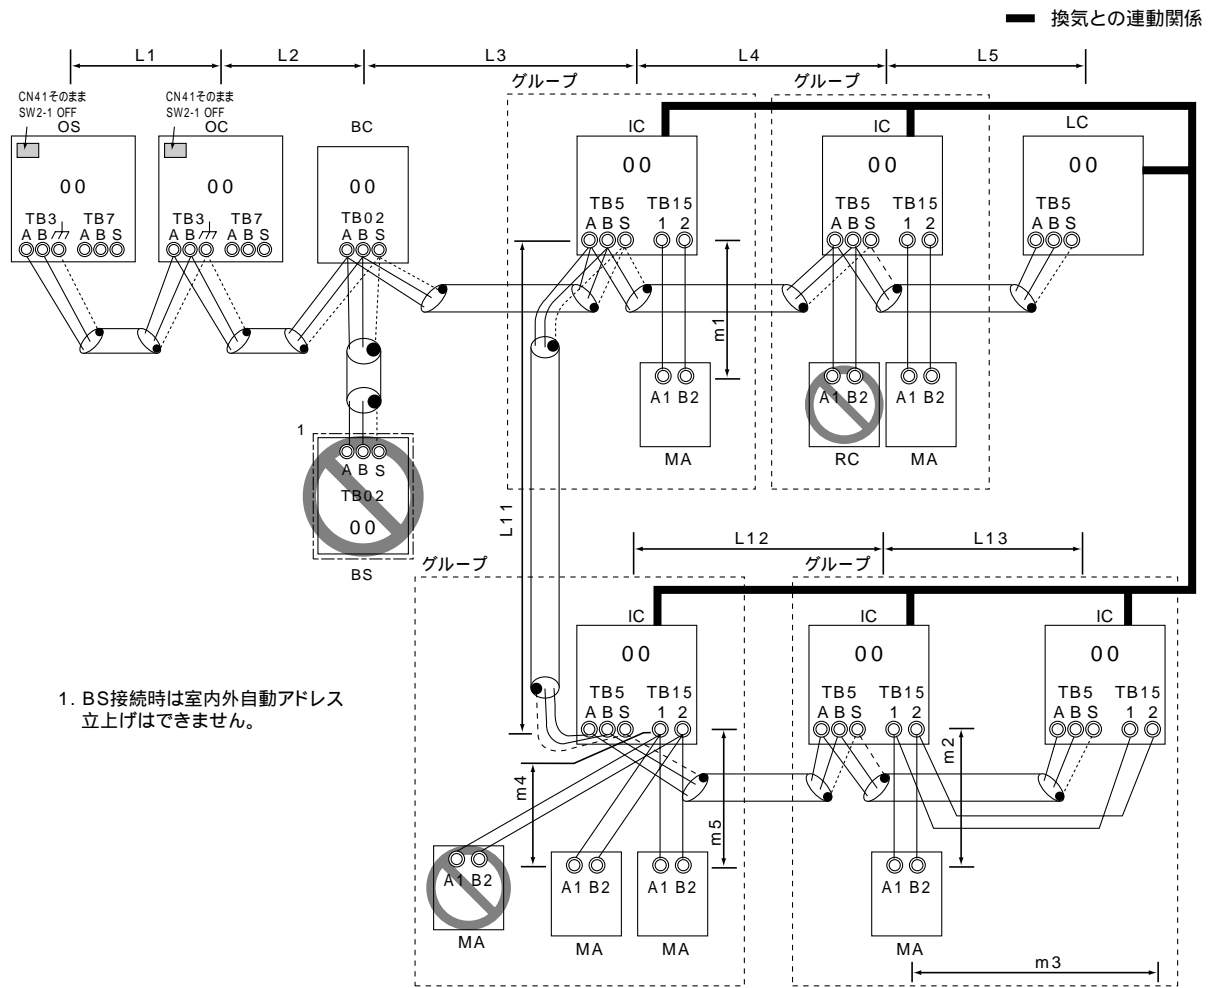 換気との連動関係
L1 L2 L3 L4 L5
グループ グループ
CN41そのまま CN41そのまま
SW2-1 OFF SW2-1 OFF
OS OC BC IC IC LC
00 00 00 00 00 00
TB3 TB7 TB3 TB7 TB02 TB5 TB15 TB5 TB15 TB5
A B A B S A B A B S A B S A B S 1 2 A B S 1 2 A B S
m1
A1 B2 A1 B2 A1 B2
MA RC MA
1
A B S
TB02
00
BS
L11
L12 L13
グループ グループ
IC IC IC
00 00 00
TB5 TB15 TB5 TB15 TB5 TB15
A B S 1 2 A B S 1 2 A B S 1 2
1. BS接続時は室内外自動アドレス
立上げはできません。
m4 m5 m2
A1 B2 A1 B2 A1 B2 A1 B2
MA MA MA MA
m3